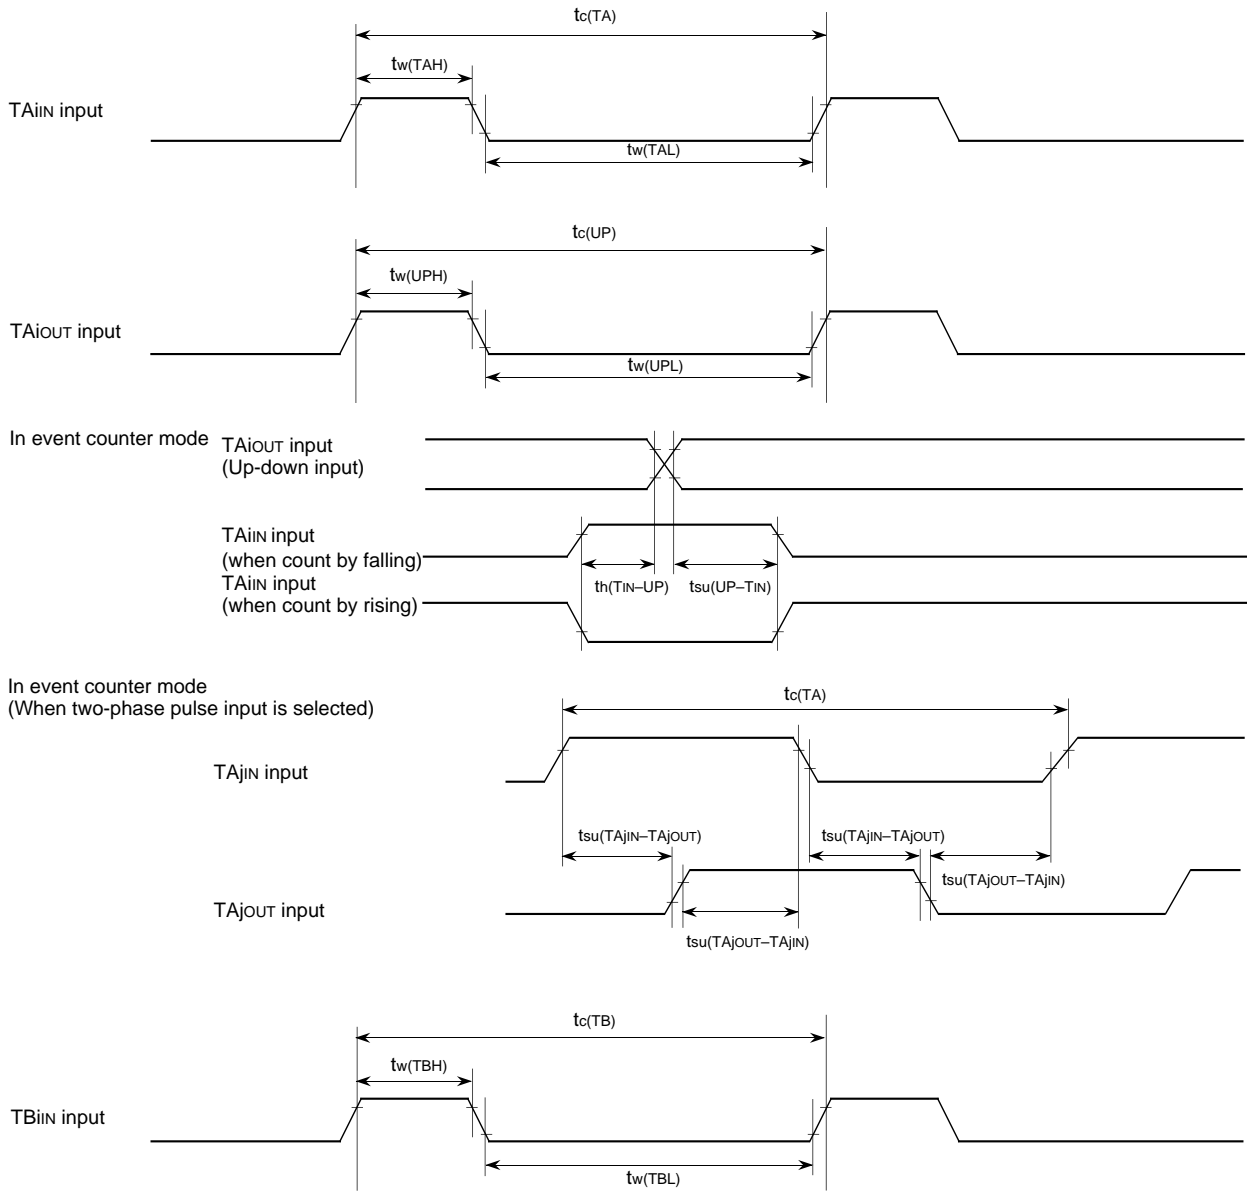 tc(TA)
tw(TAH)
TAiIN input
tw(TAL)
tc(UP)
tw(UPH)
TAiOUT input
tw(UPL)
In event counter mode
TAiOUT input
(Up-down input)
TAiIN input
(when count by falling)
th(TIN–UP)
tsu(UP–TIN)
TAiIN input
(when count by rising)
In event counter mode
(When two-phase pulse input is selected)
tc(TA)
TAjIN input
tsu(TAjIN–TAjOUT)
tsu(TAjIN–TAjOUT)
tsu(TAjOUT–TAjIN)
TAjOUT input
tsu(TAjOUT–TAjIN)
tc(TB)
tw(TBH)
TBiIN input
tw(TBL)